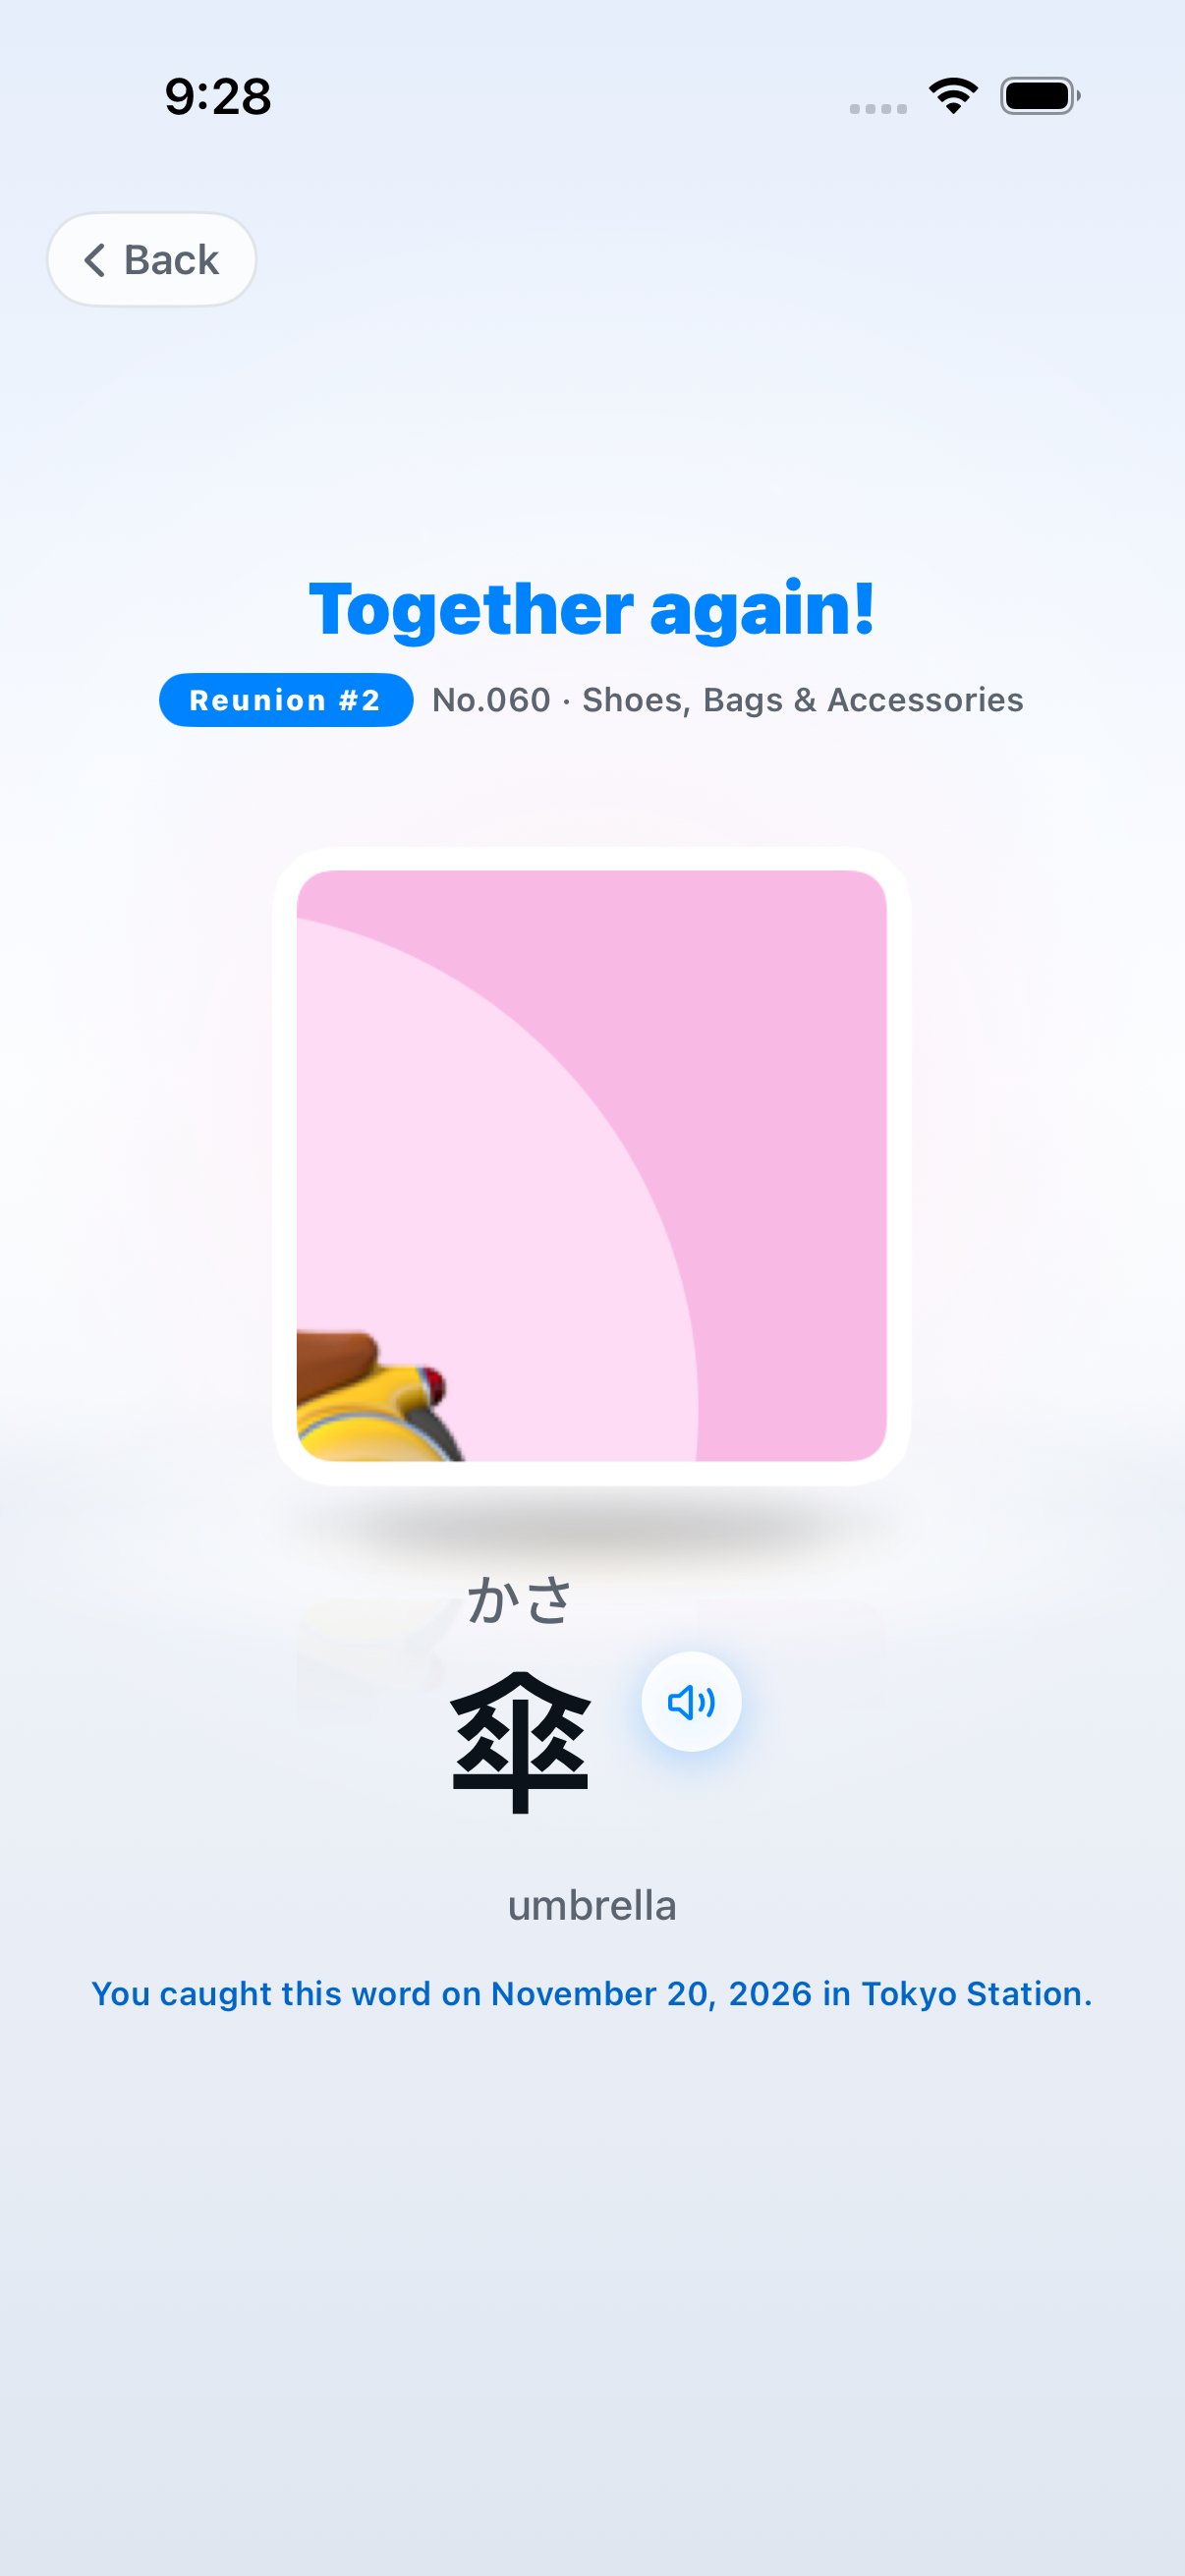 9:28
Back
Together again!
Reunion #2 No.060 · Shoes, Bags & Accessories
かさ
傘
umbrella
You caught this word on November 20, 2026 in Tokyo Station.